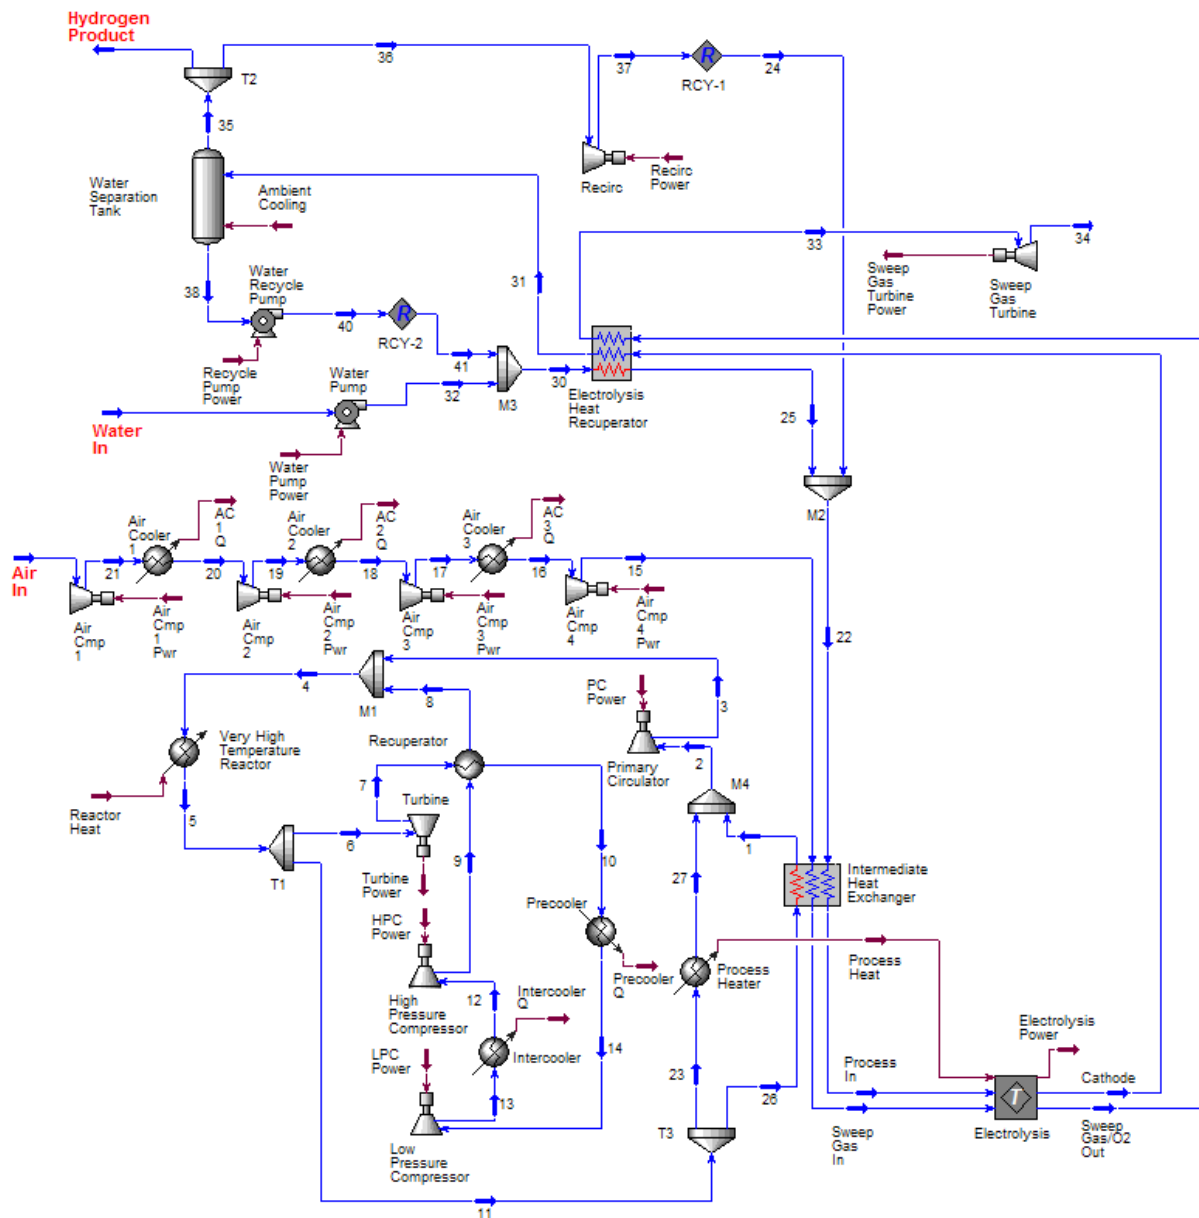 Hydrogen
Product
T2
36
37
R
RCY-1
24
35
Water
Separation
Tank
Ambient
Cooling
Recirc
Recirc
Power
33
34
Sweep
Gas
Turbine
Power
Sweep
Gas
Turbine
38
Water
Recycle
Pump
40
R
RCY-2
31
41
Recycle
Pump
Power
Water
Pump
32
M3
30
Electrolysis
Heat
Recuperator
25
Water
In
Water
Pump
Power
M2
Air
Cooler
1
AC
1
Q
Air
Cooler
2
AC
2
Q
Air
Cooler
3
AC
3
Q
Air
In
21
20
19
18
17
16
15
Air
Cmp
1
Air
Cmp
1
Pwr
Air
Cmp
2
Air
Cmp
2
Pwr
Air
Cmp
3
Air
Cmp
3
Pwr
Air
Cmp
4
Air
Cmp
4
Pwr
22
4
M1
8
PC
Power
3
Very High
Temperature
Reactor
Recuperator
Primary
Circulator
2
M4
7
Turbine
Reactor
Heat
5
6
T1
9
10
1
27
Intermediate
Heat
Exchanger
Turbine
Power
HPC
Power
Precooler
Precooler
Q
Process
Heater
Process
Heat
High
Pressure
Compressor
12
Intercooler
Q
Intercooler
14
LPC
Power
13
23
26
Electrolysis
Power
Process
In
Cathode
T
Low
Pressure
Compressor
T3
Sweep
Gas
In
Electrolysis
Sweep
Gas/O2
Out
11